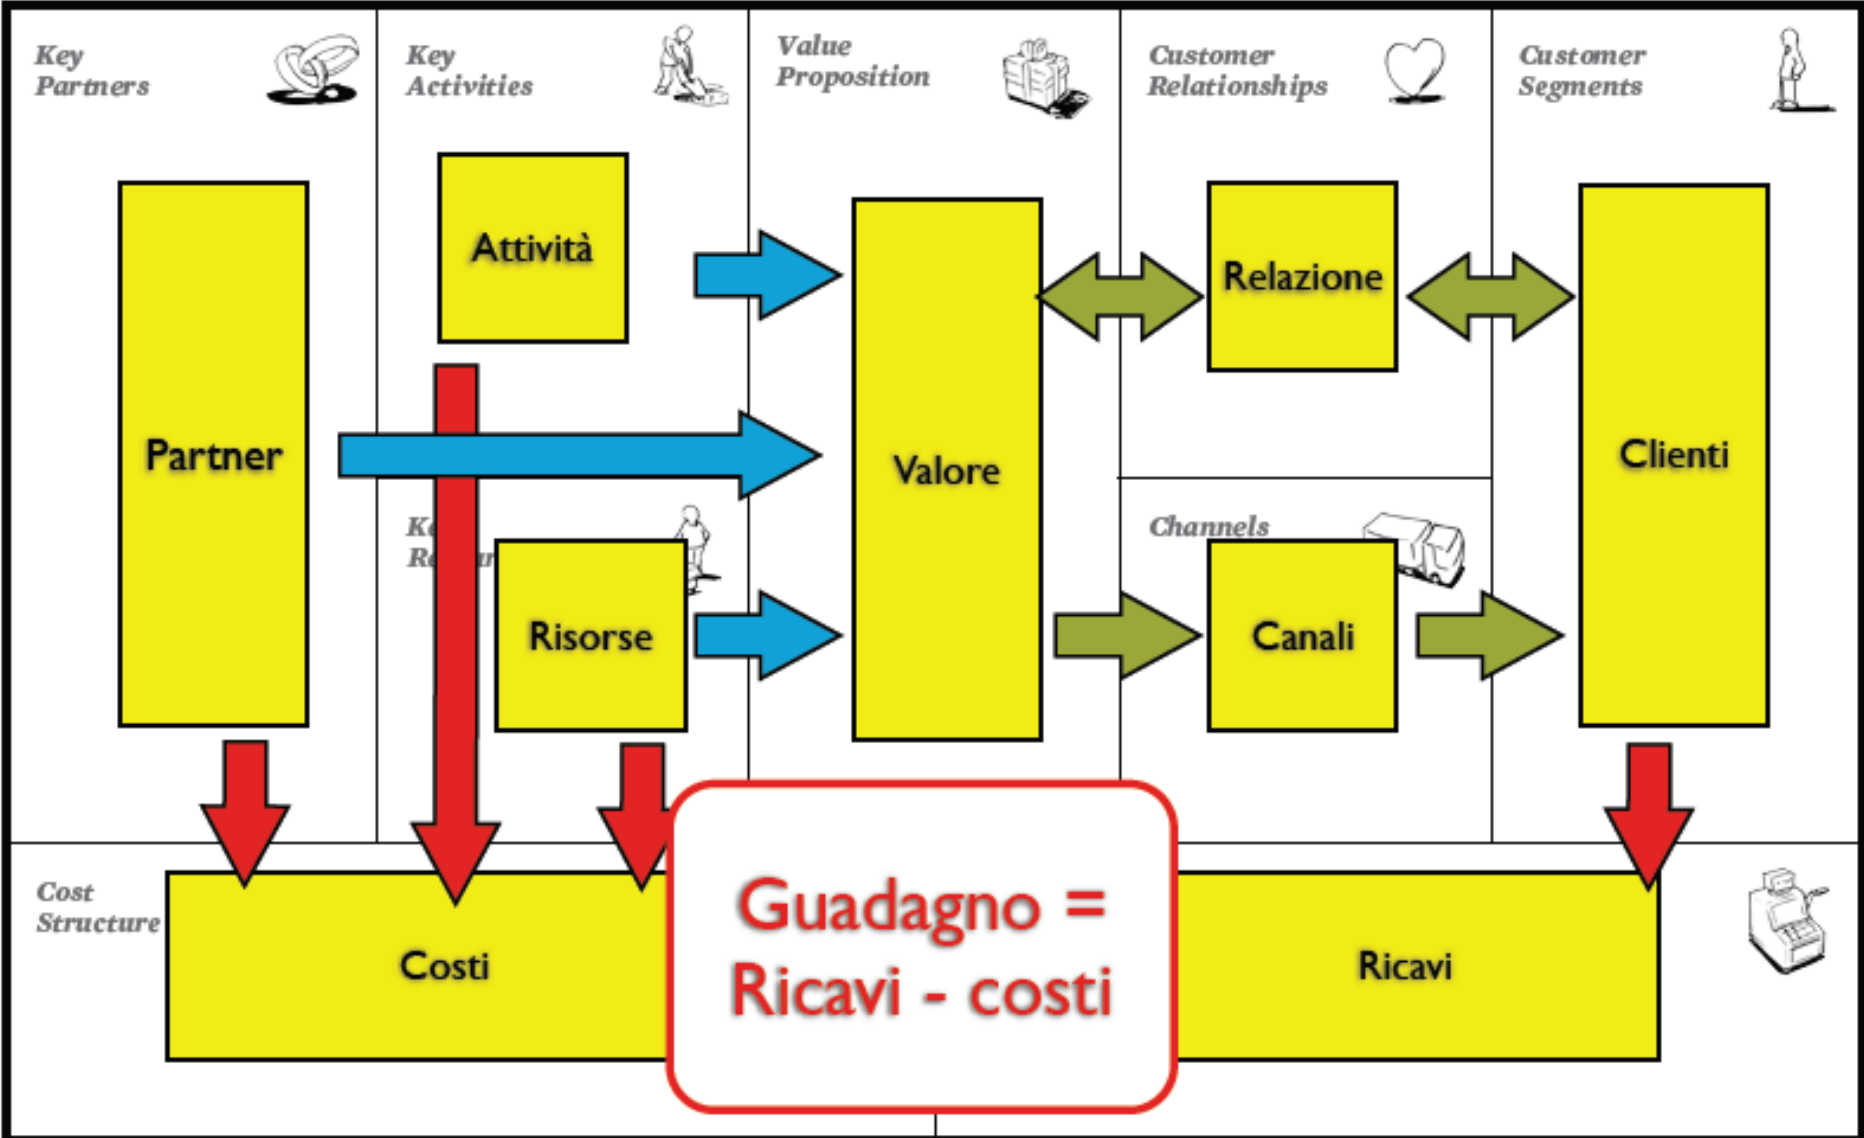 Key
Partners
Key
Activities
Value
Proposition
Customer
Relationships
Customer
Segments
Attività
Relazione
Partner
Valore
Clienti
Channels
Risorse
Canali
Cost
Structure
Costi
Guadagno =
Ricavi - costi
Ricavi